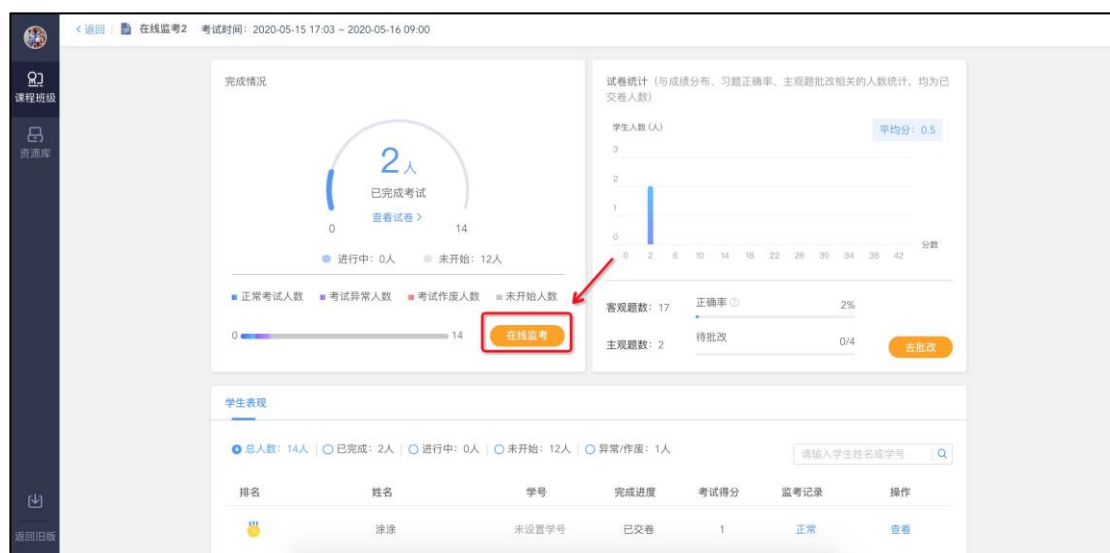 < 返回
在线监考2
考试时间：2020-05-15 17:03 ~ 2020-05-16 09:00
课程班级
资源库
返回旧版
完成情况
2人
已完成考试
查看试卷 >
0
14
进行中：0人
未开始：12人
正常考试人数
考试异常人数
考试作废人数
未开始人数
0
14
在线监考
试卷统计（与成绩分布、习题正确率、主观题批改相关的人数统计，均为已
交卷人数）
学生人数（人）
平均分：0.5
3
2
1
0
0 2 6 10 14 18 22 26 30 34 38 42
分数
客观题数：17
正确率
2%
主观题数：2
待批改
0/4
去批改
学生表现
总人数：14人
已完成：2人
进行中：0人
未开始：12人
异常/作废：1人
请输入学生姓名或学号
排名 姓名 学号 完成进度 考试得分 监考记录 操作
涂涂 未设置学号 已交卷 1 正常 查看